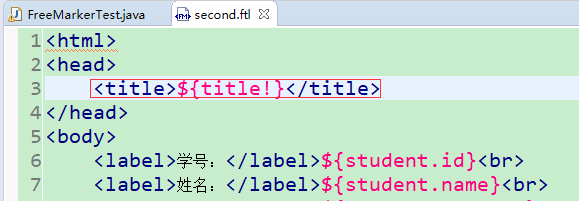 FreeMarkerTest.java second.ftl
1 <html>
2 <head>
3 <title>${title!}</title>
4 </head>
5 <body>
6 <label>学号：</label>${student.id}<br>
7 <label>姓名：</label>${student.name}<br>